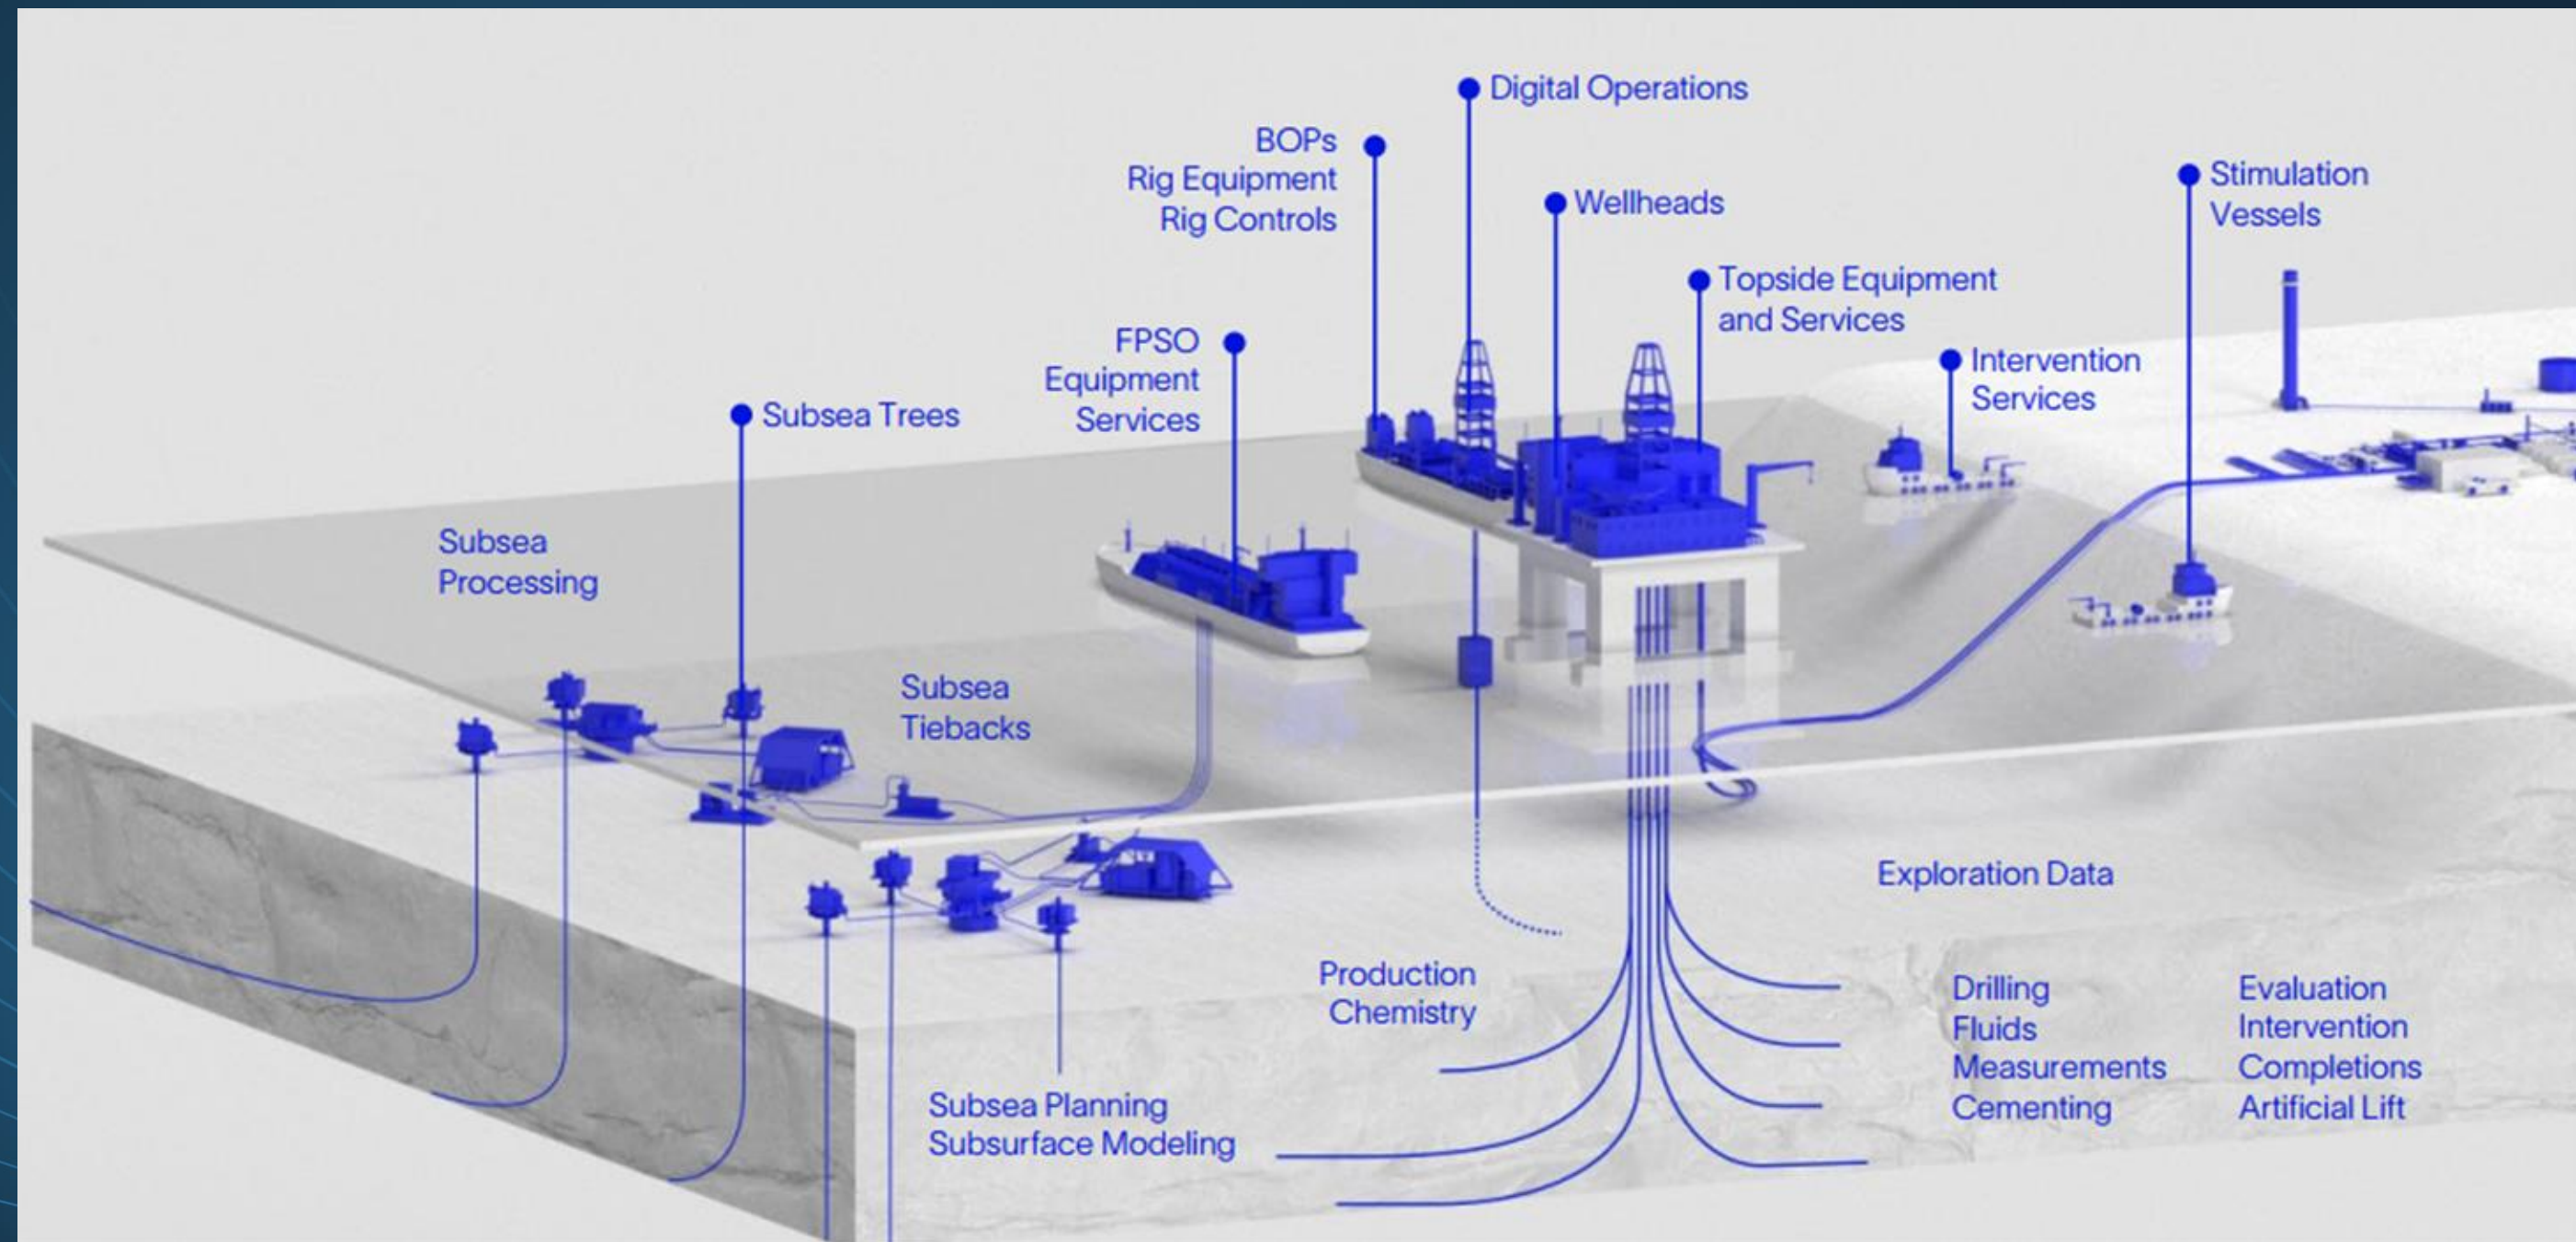 Digital Operations
BOPs
Rig Equipment
Rig Controls
Wellheads
Stimulation
Vessels
Topside Equipment
and Services
FPSO
Equipment
Services
Intervention
Services
Subsea Trees
Subsea
Processing
Subsea
Tiebacks
Exploration Data
Production
Chemistry
Drilling
Fluids
Measurements
Cementing
Evaluation
Intervention
Completions
Artificial Lift
Subsea Planning
Subsurface Modeling